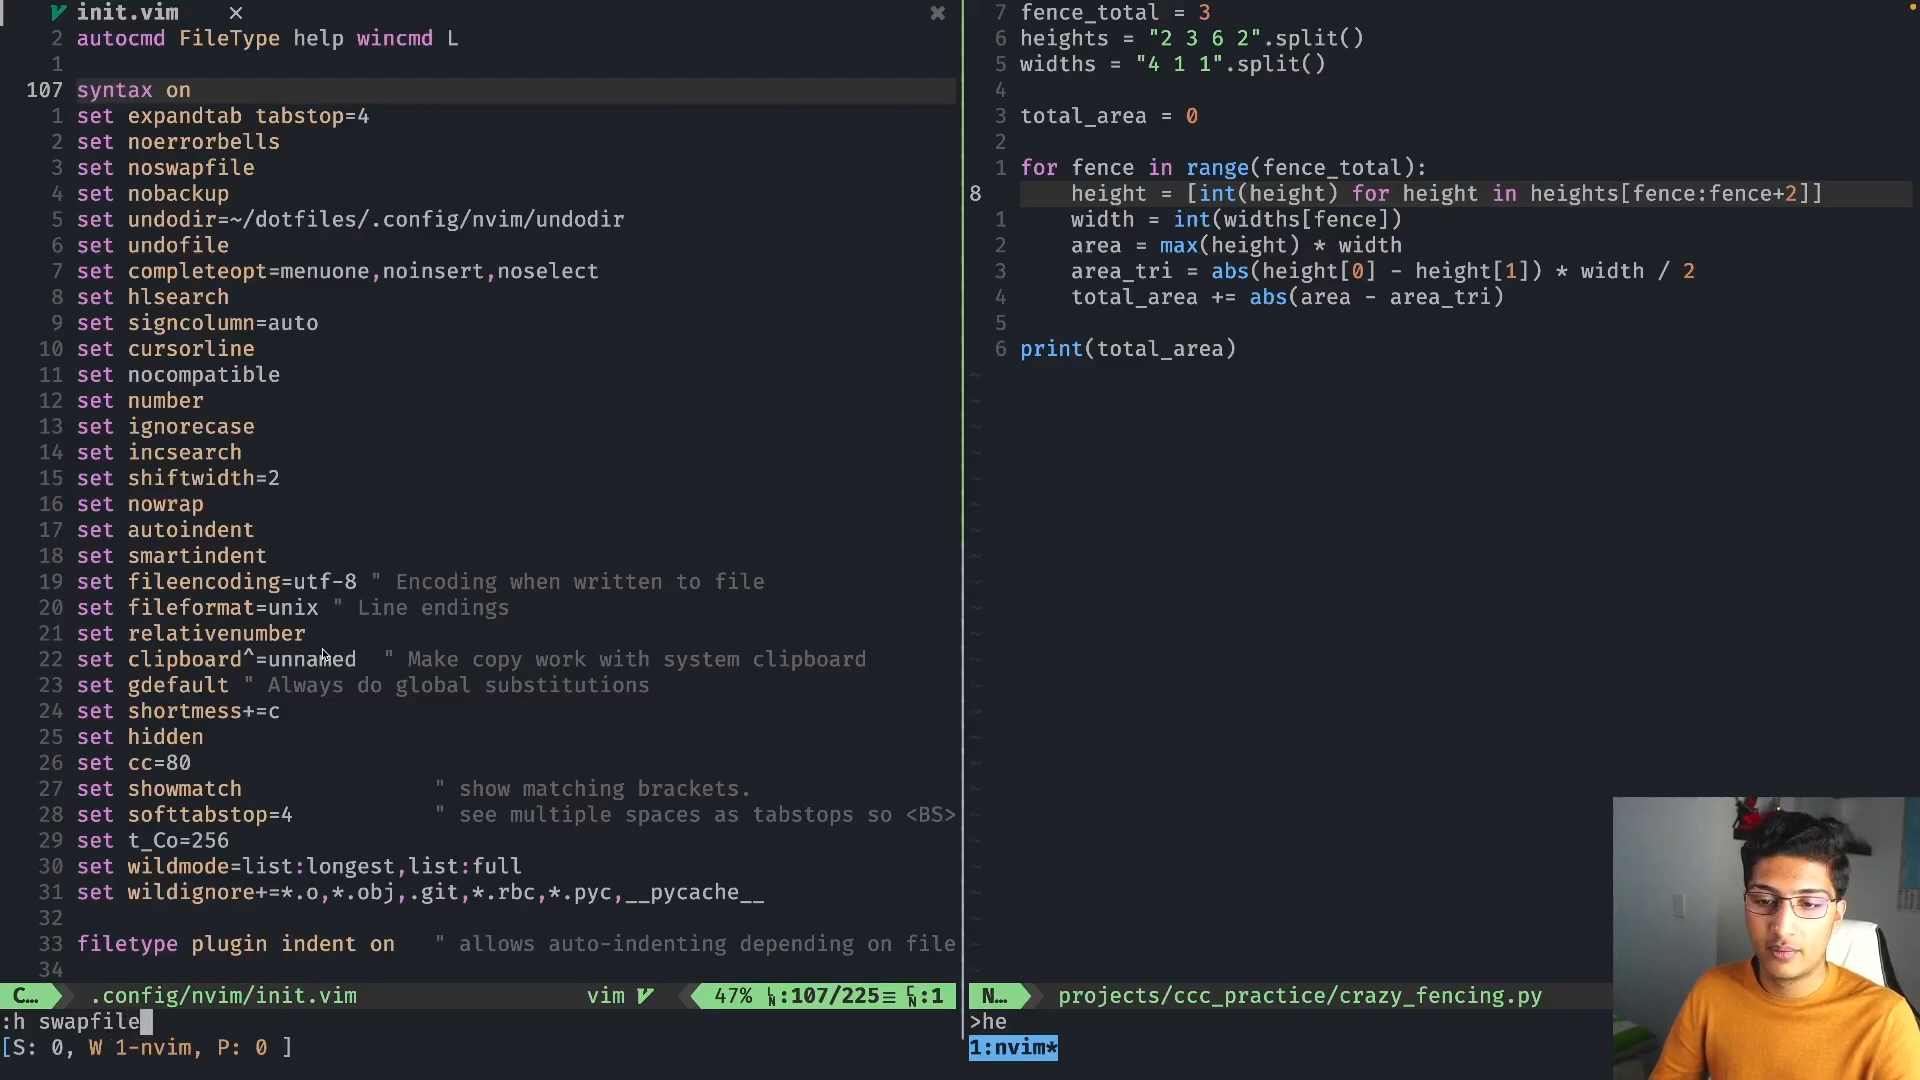 init.vim ×
2 autocmd FileType help wincmd L
1
107 syntax on
1 set expandtab tabstop=4
2 set noerrorbells
3 set noswapfile
4 set nobackup
5 set undodir=~/dotfiles/.config/nvim/undodir
6 set undofile
7 set completeopt=menuone,noinsert,noselect
8 set hlsearch
9 set signcolumn=auto
10 set cursorline
11 set nocompatible
12 set number
13 set ignorecase
14 set incsearch
15 set shiftwidth=2
16 set nowrap
17 set autoindent
18 set smartindent
19 set fileencoding=utf-8 " Encoding when written to file
20 set fileformat=unix " Line endings
21 set relativenumber
22 set clipboard^=unnamed " Make copy work with system clipboard
23 set gdefault " Always do global substitutions
24 set shortmess+=c
25 set hidden
26 set cc=80
27 set showmatch " show matching brackets.
28 set softtabstop=4 " see multiple spaces as tabstops so <BS>
29 set t_Co=256
30 set wildmode=list:longest,list:full
31 set wildignore+=*.o,*.obj,.git,*.rbc,*.pyc,__pycache__
32
33 filetype plugin indent on " allows auto-indenting depending on file
34
C… .config/nvim/init.vim vim 47% LN:107/225≡ CN:1
:h swapfile
[S: 0, W 1-nvim, P: 0 ]
7 fence_total = 3
6 heights = "2 3 6 2".split()
5 widths = "4 1 1".split()
4
3 total_area = 0
2
1 for fence in range(fence_total):
8 height = [int(height) for height in heights[fence:fence+2]]
1 width = int(widths[fence])
2 area = max(height) * width
3 area_tri = abs(height[0] - height[1]) * width / 2
4 total_area += abs(area - area_tri)
5
6 print(total_area)
N… projects/ccc_practice/crazy_fencing.py
>he
1:nvim*